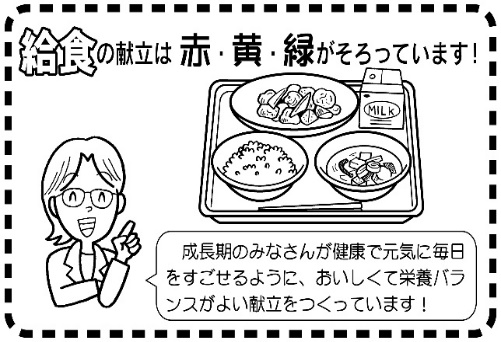 給食の献立は 赤・黄・緑がそろっています!
MILK
成長期のみなさんが健康で元気に毎日
をすごせるように、おいしくて栄養バラ
ンスがよい献立をつくっています!